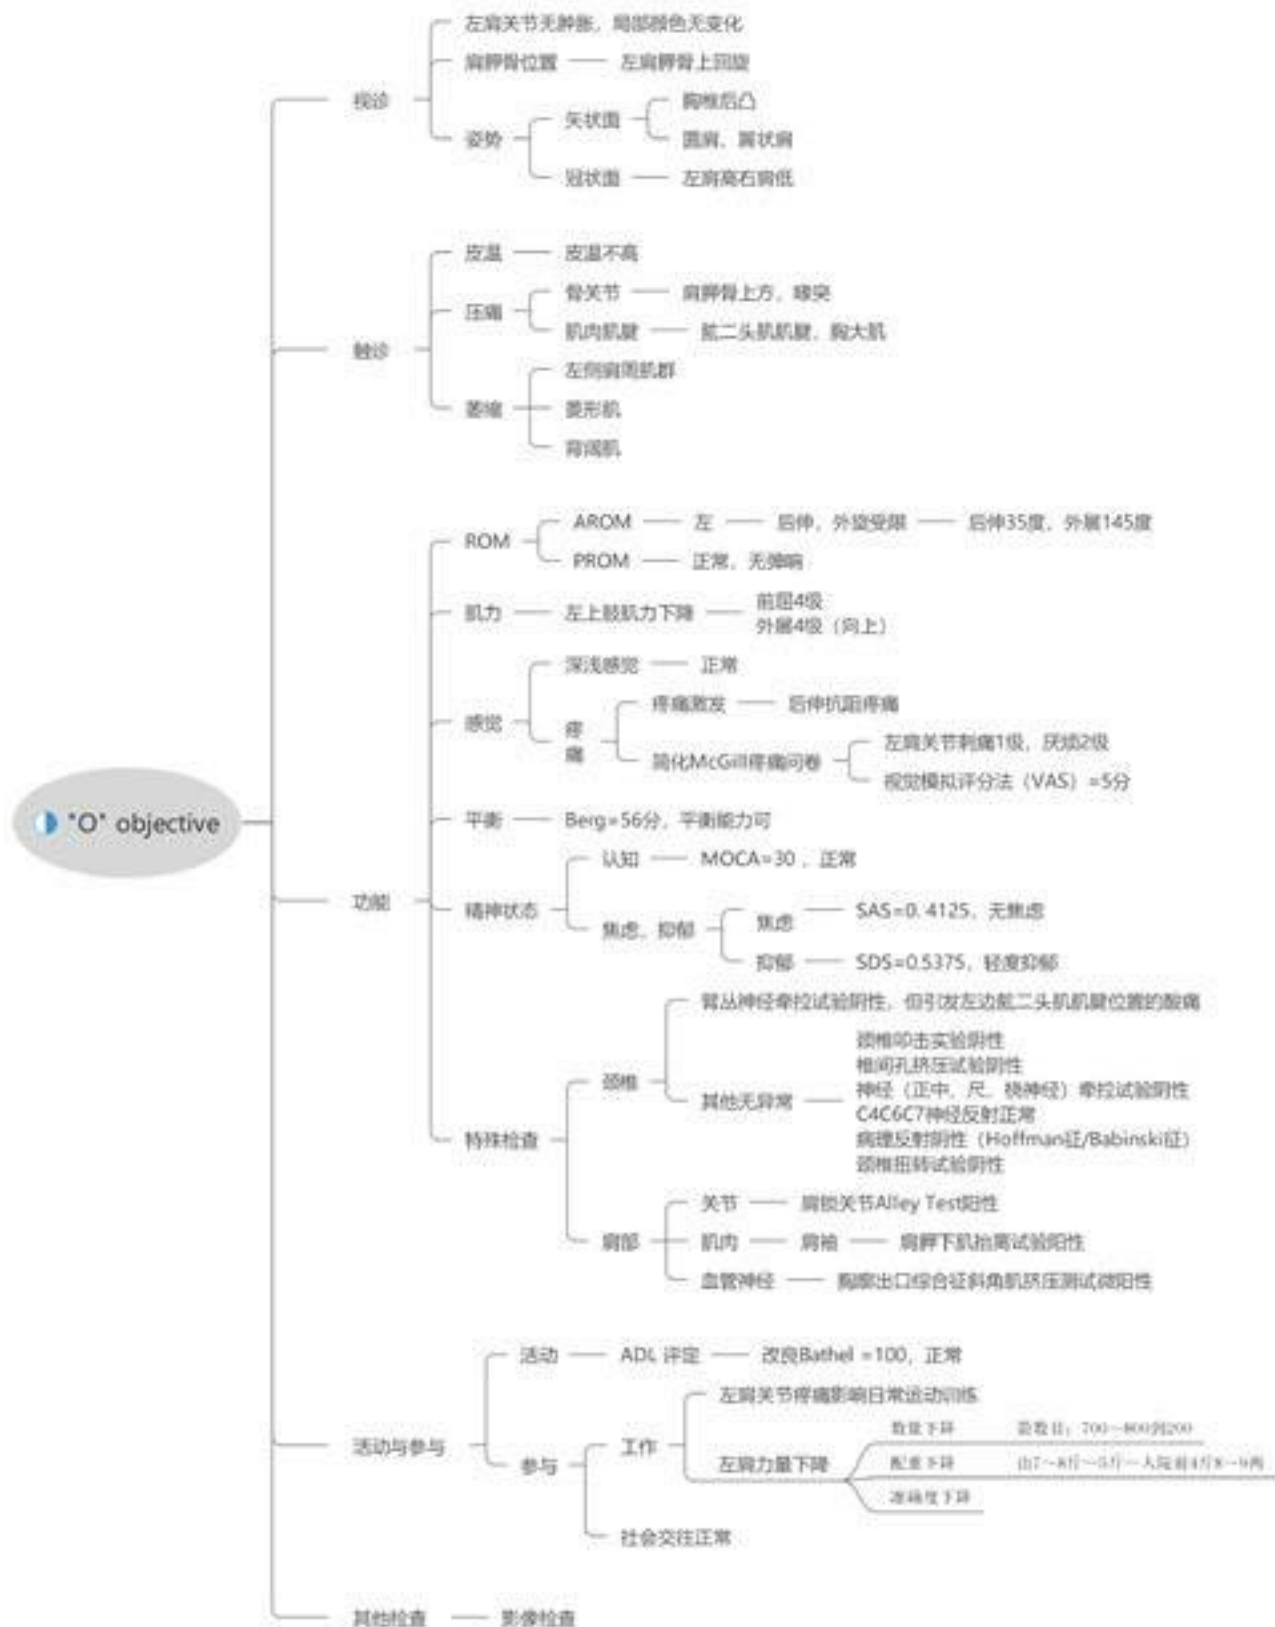 左肩关节无肿胀，局部颜色无变化
肩胛骨位置
左肩胛骨上回旋
视诊
姿势
矢状面
胸椎后凸
圆肩、翼状肩
冠状面
左肩高右肩低
触诊
皮温
皮温不高
压痛
骨关节
肩胛骨上方、喙突
肌肉肌腱
肱二头肌肌腱、胸大肌
萎缩
左侧肩周肌群
菱形肌
背阔肌
"O" objective
功能
ROM
AROM
左
后伸、外旋受限
后伸35度，外展145度
PROM
正常、无弹响
肌力
左上肢肌力下降
前屈4级
外展4级（向上）
感觉
深浅感觉
正常
疼痛
疼痛激发
后伸抗阻疼痛
简化McGill疼痛问卷
左肩关节刺痛1级，厌烦2级
视觉模拟评分法（VAS）=5分
平衡
Berg=56分，平衡能力可
精神状态
认知
MOCA=30 ，正常
焦虑、抑郁
焦虑
SAS=0. 4125，无焦虑
抑郁
SDS=0.5375，轻度抑郁
特殊检查
颈椎
臂丛神经牵拉试验阴性，但引发左边肱二头肌肌腱位置的酸痛
其他无异常
颈椎叩击实验阴性
椎间孔挤压试验阴性
神经（正中、尺、桡神经）牵拉试验阴性
C4C6C7神经反射正常
病理反射阴性（Hoffman征/Babinski征）
颈椎扭转试验阴性
肩部
关节
肩锁关节Alley Test阳性
肌肉
肩袖
肩胛下肌抬离试验阳性
血管神经
胸廓出口综合征斜角肌挤压测试微阳性
活动与参与
活动
ADL 评定
改良Bathel =100，正常
参与
工作
左肩关节疼痛影响日常运动训练
左肩力量下降
数量下降
700～800到200
配重下降
由7～8斤～5斤～入院前4斤8～9两
准确度下降
社会交往正常
其他检查
影像检查